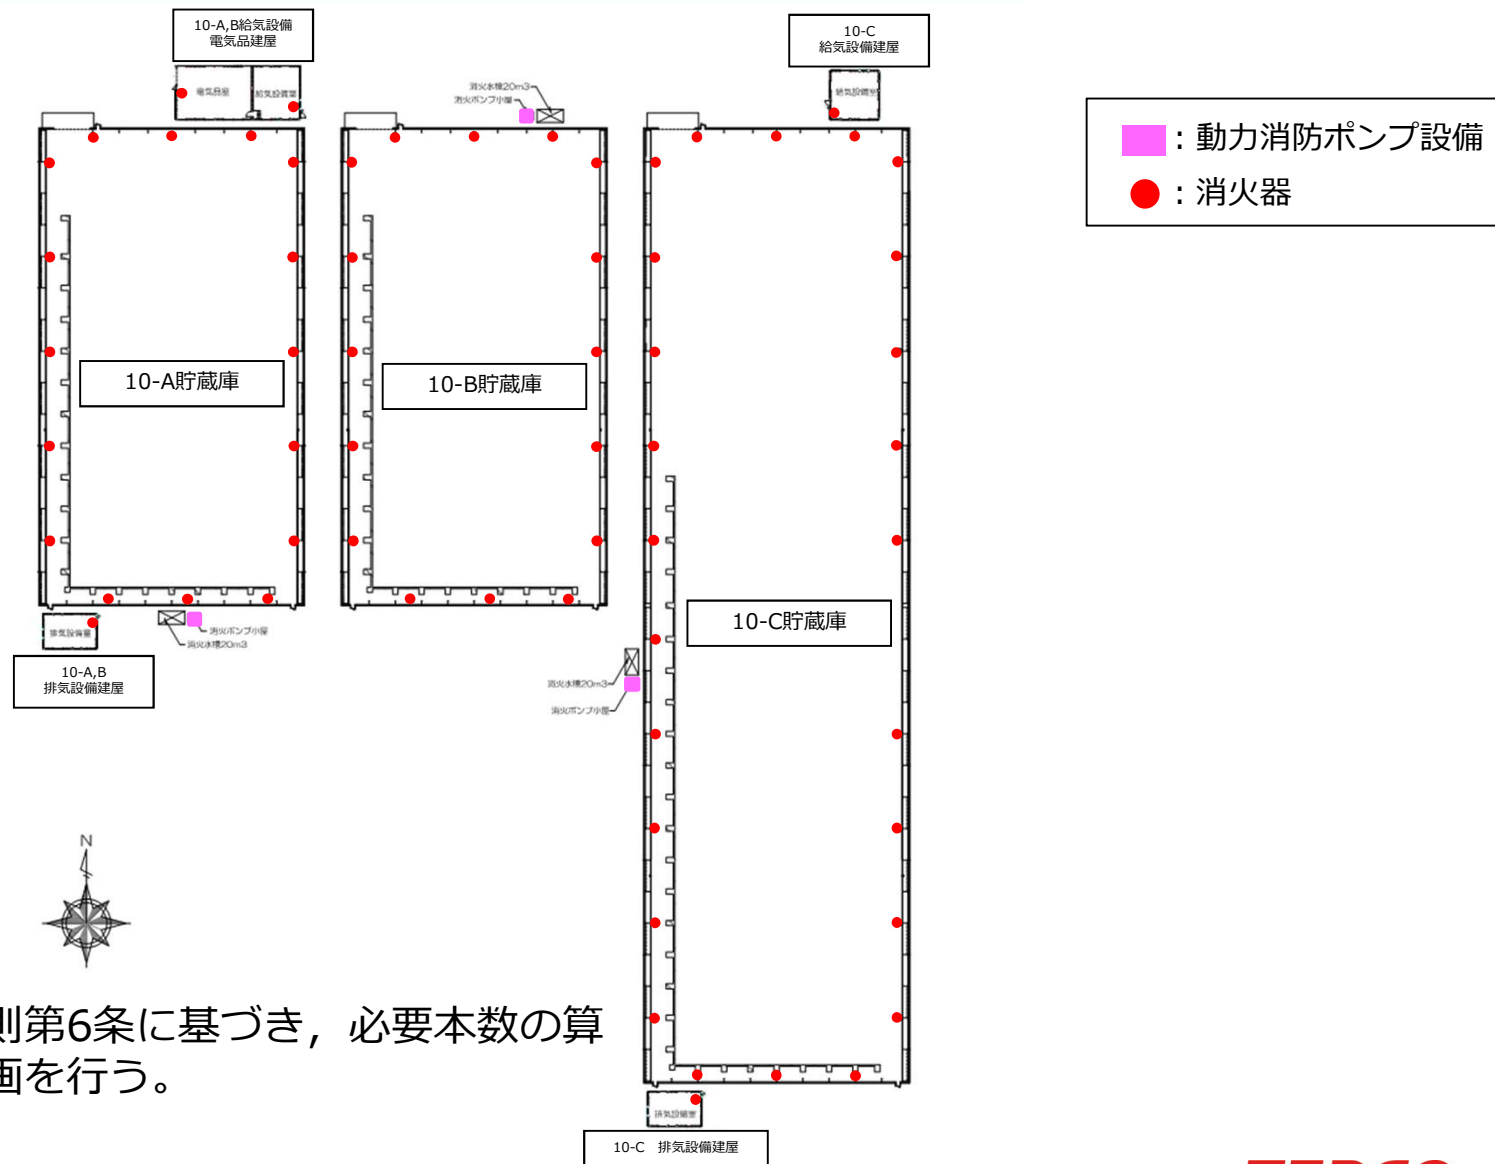 10-A,B給気設備
電気品建屋
10-C
給気設備建屋
電気品室
給気設備室
消火水槽20m3
消火ポンプ小屋
給気設備室
：動力消防ポンプ設備
：消火器
10-A貯蔵庫
10-B貯蔵庫
10-C貯蔵庫
排気設備室
消火ポンプ小屋
消火水槽20m3
10-A,B
排気設備建屋
消火水槽20m3
消火ポンプ小屋
N
則第6条に基づき，必要本数の算
画を行う。
排気設備室
10-C　排気設備建屋